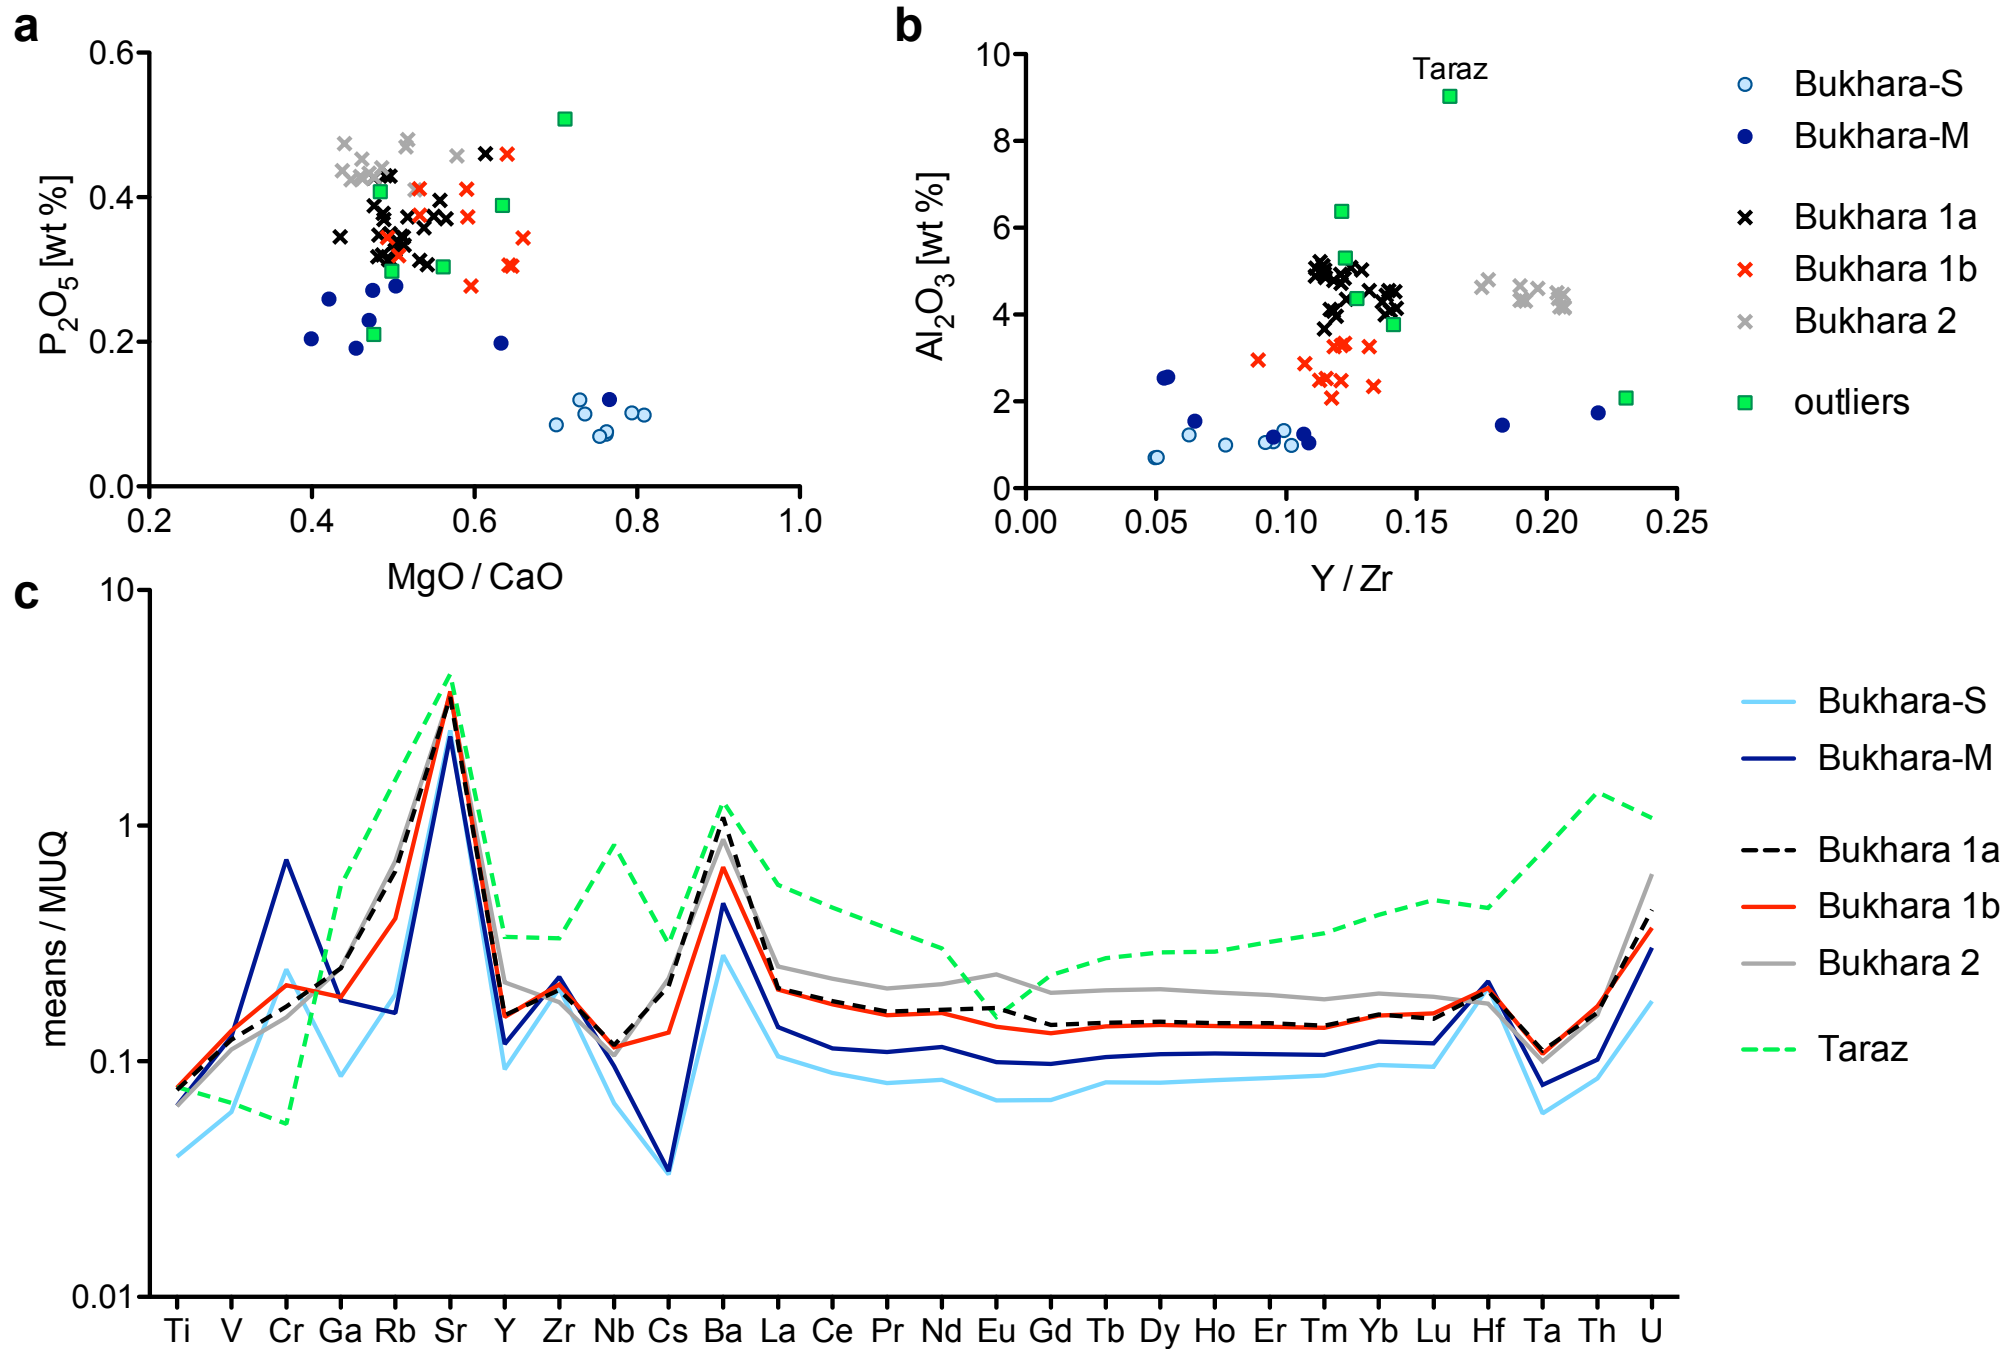 a
P2O5 [wt %]
0.6
0.4
0.2
0.0
0.2 0.4 0.6 0.8 1.0
MgO / CaO
b
Al2O3 [wt %]
10
8
6
4
2
0
0.00 0.05 0.10 0.15 0.20 0.25
Y / Zr
Taraz
Bukhara-S
Bukhara-M
Bukhara 1a
Bukhara 1b
Bukhara 2
outliers
c
means / MUQ
10
1
0.1
0.01
Ti V Cr Ga Rb Sr Y Zr Nb Cs Ba La Ce Pr Nd Eu Gd Tb Dy Ho Er Tm Yb Lu Hf Ta Th U
Bukhara-S
Bukhara-M
Bukhara 1a
Bukhara 1b
Bukhara 2
Taraz